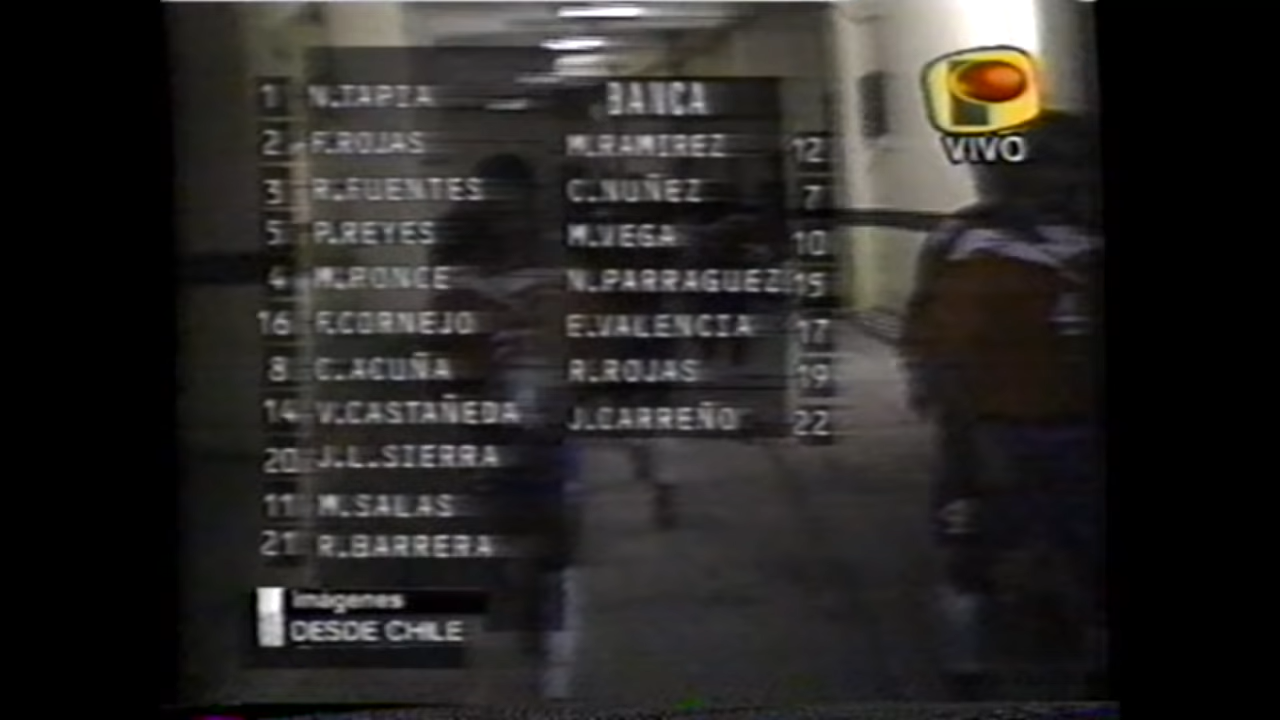 1 N.TAPIA
2 F.ROJAS
3 R.FUENTES
5 P.REYES
4 M.PONCE
16 F.CORNEJO
8 C.ACUÑA
14 V.CASTAÑEDA
20 J.L.SIERRA
11 M.SALAS
21 R.BARRERA
BANCA
M.RAMIREZ 12
C.NUÑEZ 7
M.VEGA 10
N.PARRAGUEZ 15
E.VALENCIA 17
R.ROJAS 19
J.CARREÑO 22
VIVO
Imágenes
DESDE CHILE